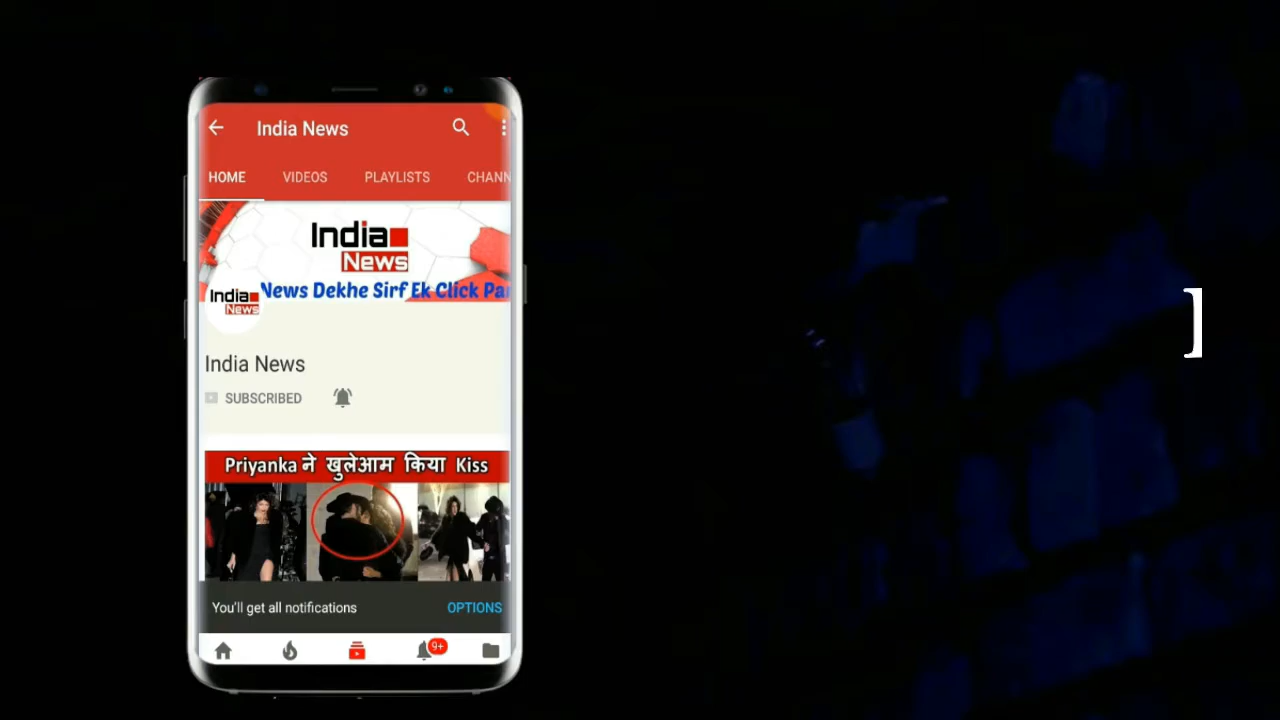 India News
HOME VIDEOS PLAYLISTS CHANN
India
News
News Dekhe Sirf Ek Click Par
India
News
India News
SUBSCRIBED
Priyanka ने खुलेआम किया Kiss
You'll get all notifications OPTIONS
9+
]